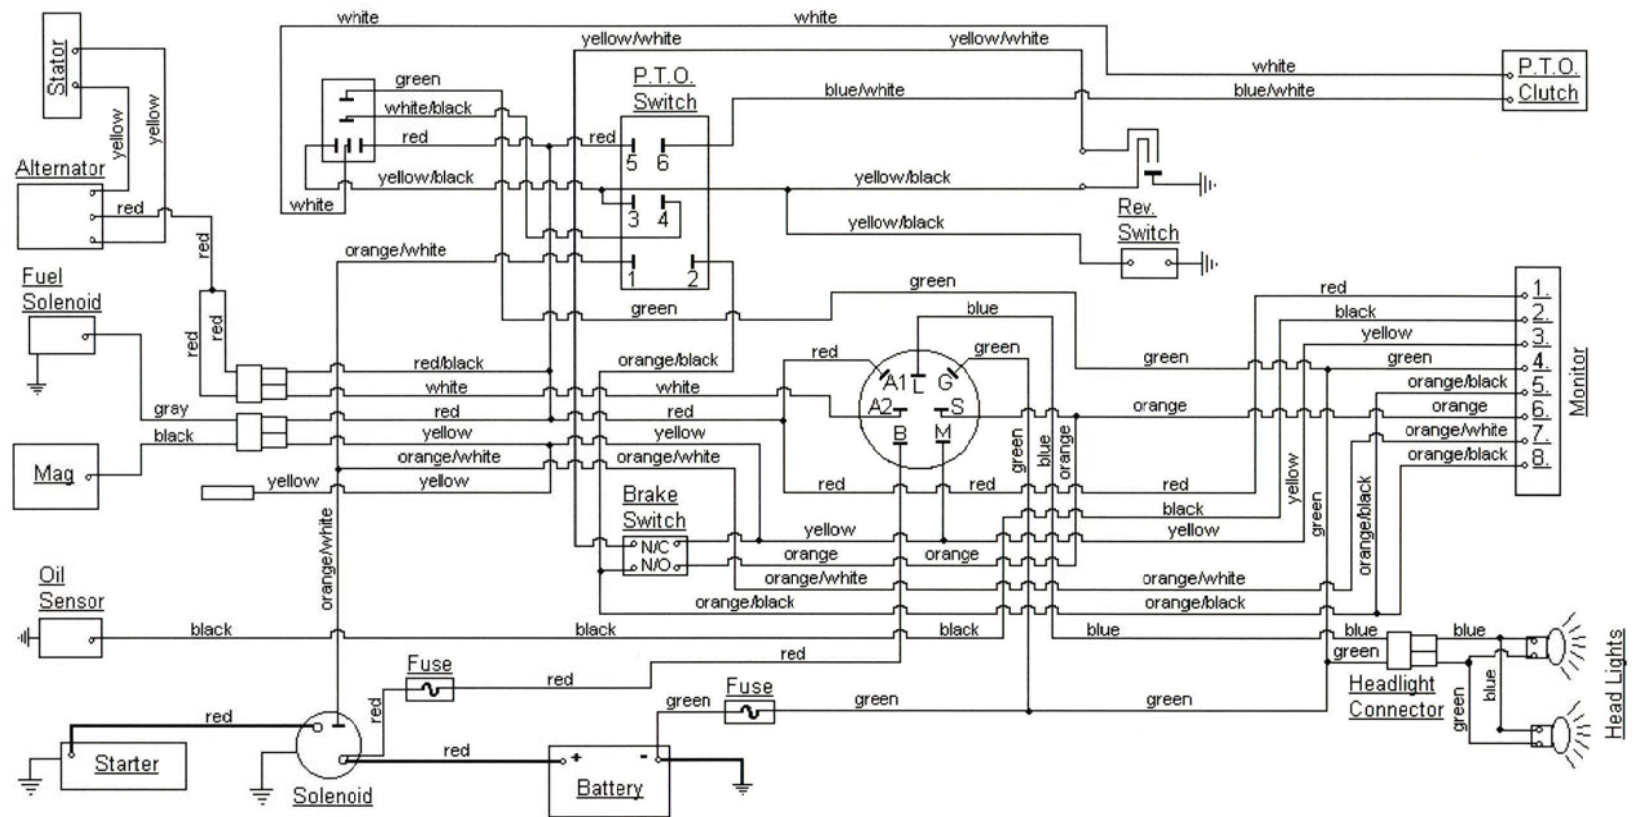 white
white
yellow/white
yellow/white
Stator
green
P.T.O.
Switch
white
P.T.O.
Clutch
blue/white
blue/white
white/black
yellow
yellow
red
red
5
6
Alternator
yellow/black
yellow/black
red
white
3
4
Rev.
Switch
yellow/black
red
orange/white
1
2
Fuel
Solenoid
green
green
blue
red
1.
black
2.
yellow
3.
red
red
red/black
orange/black
red
green
green
green
4.
A1
L
G
orange/black
5.
white
white
A2
S
orange
orange
6.
gray
red
red
B
M
orange/white
7.
black
yellow
yellow
orange/white
orange/white
orange/black
8.
Monitor
green
blue
orange
Mag
yellow
yellow
red
red
red
yellow
Brake
Switch
black
green
orange/white
yellow
yellow
orange/black
N/C
N/O
orange
orange
Oil
Sensor
orange/white
orange/white
orange/black
orange/black
black
black
black
blue
blue
blue
red
green
Fuse
red
Fuse
Headlight
Connector
blue
green
Head Lights
red
green
green
green
red
red
Starter
Solenoid
+
-
Battery